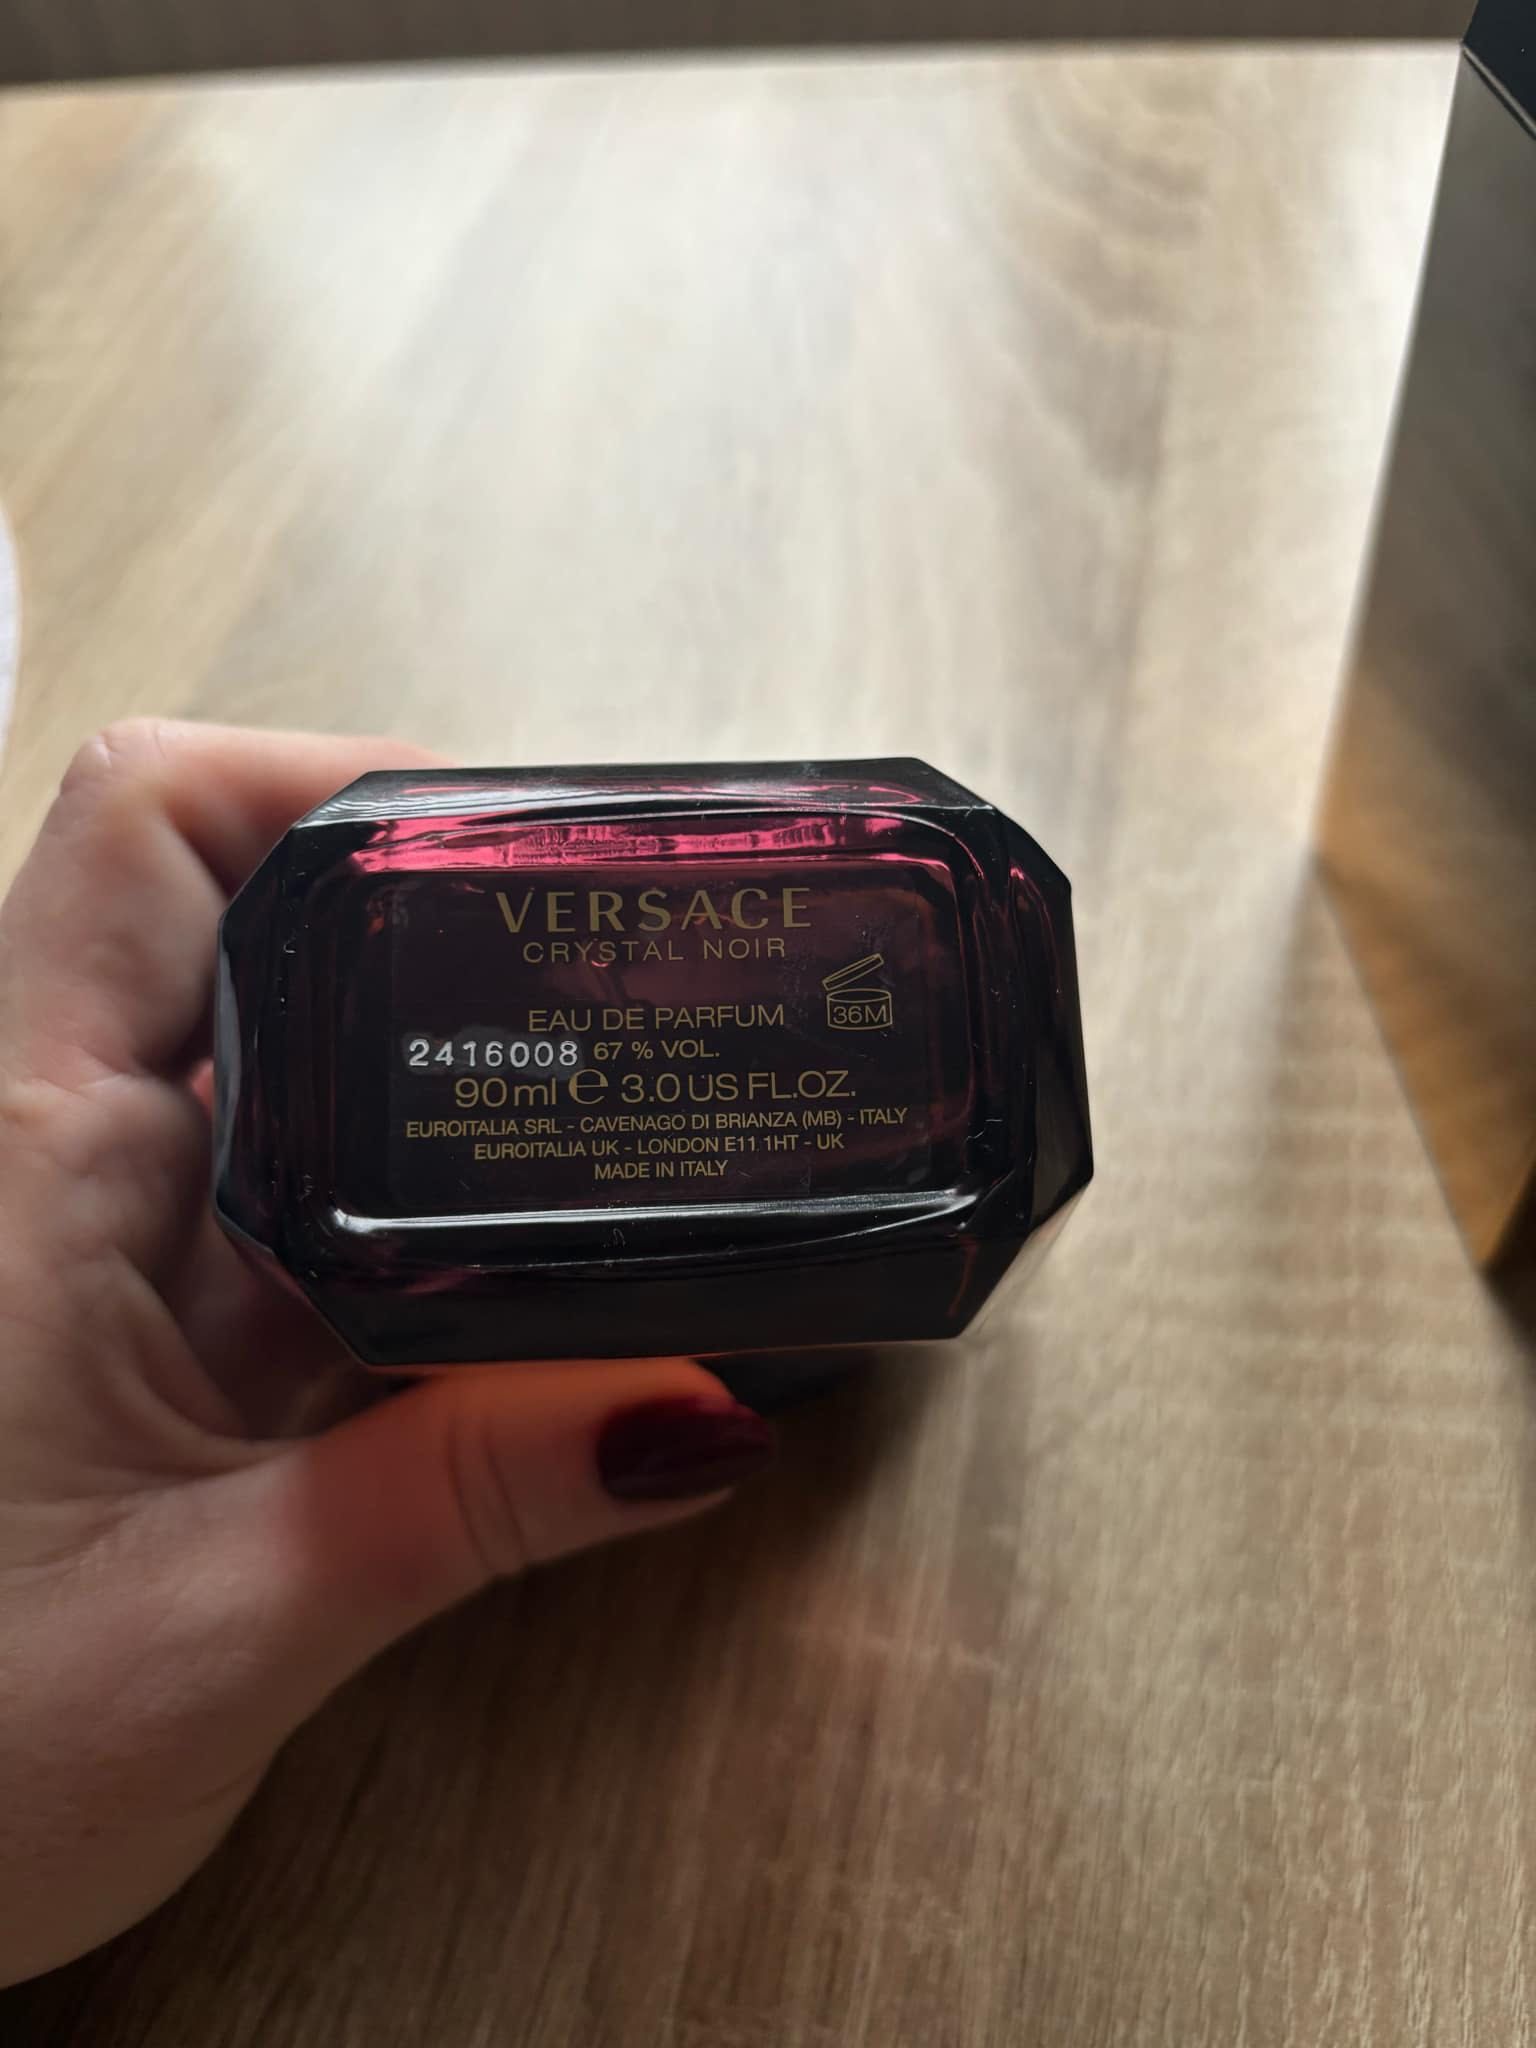 VERSACE
CRYSTAL NOIR
36M
EAU DE PARFUM
2416008 67 % VOL.
90ml e 3.0 US FL.OZ.
EUROITALIA SRL - CAVENAGO DI BRIANZA (MB) - ITALY
EUROITALIA UK - LONDON E11 1HT - UK
MADE IN ITALY